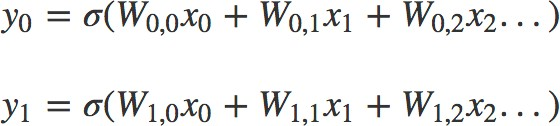 y₀ = σ(W₀,₀x₀ + W₀,₁x₁ + W₀,₂x₂...)
y₁ = σ(W₁,₀x₀ + W₁,₁x₁ + W₁,₂x₂...)